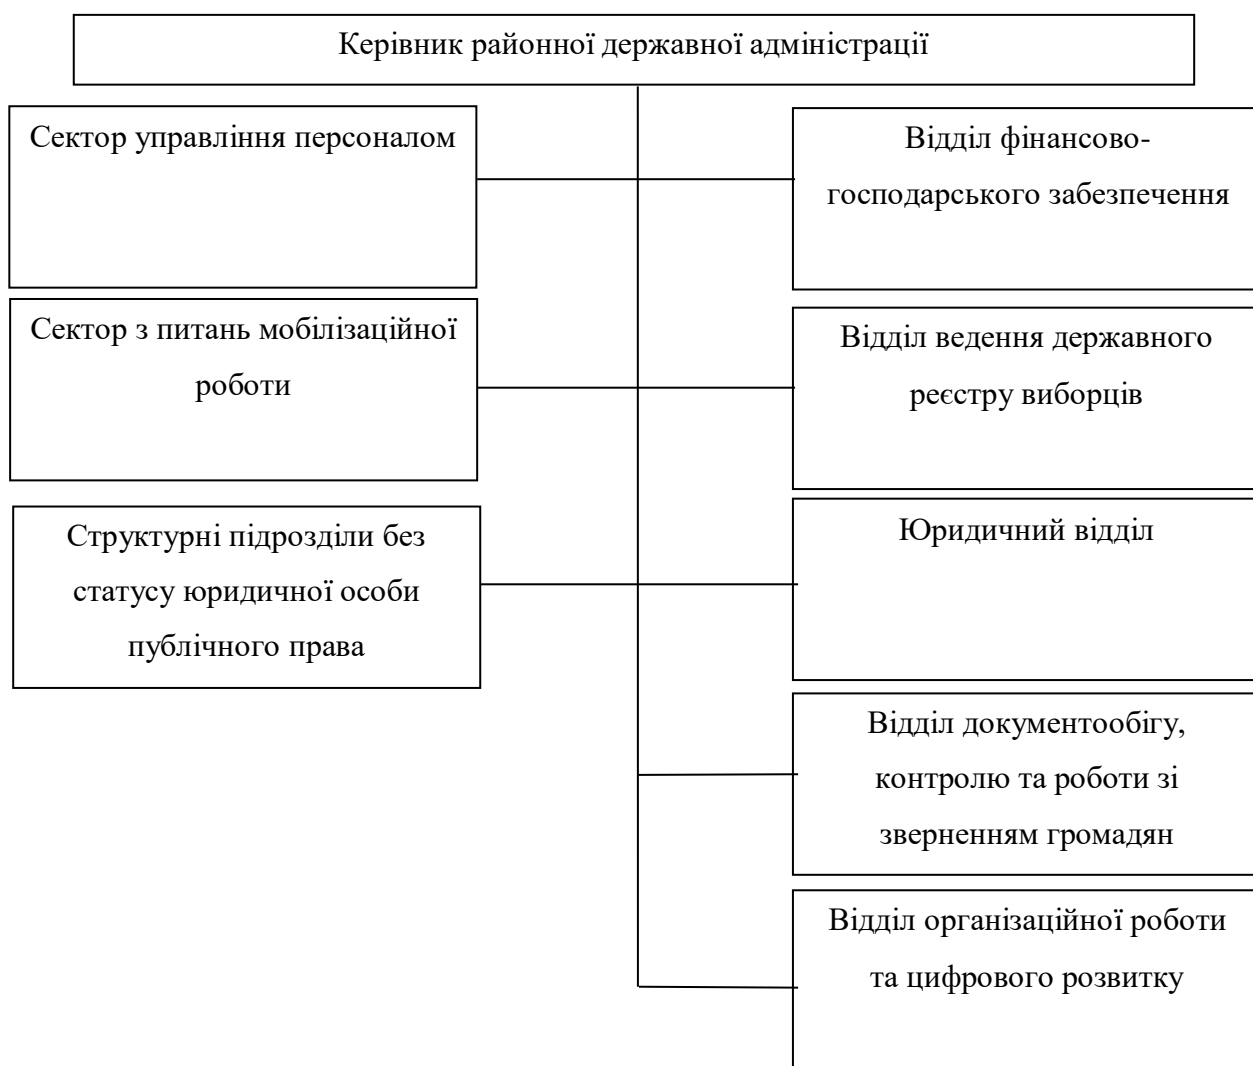 Керівник районної державної адміністрації
Сектор управління персоналом
Відділ фінансово-
господарського забезпечення
Сектор з питань мобілізаційної
роботи
Відділ ведення державного
реєстру виборців
Структурні підрозділи без
статусу юридичної особи
публічного права
Юридичний відділ
Відділ документообігу,
контролю та роботи зі
зверненням громадян
Відділ організаційної роботи
та цифрового розвитку